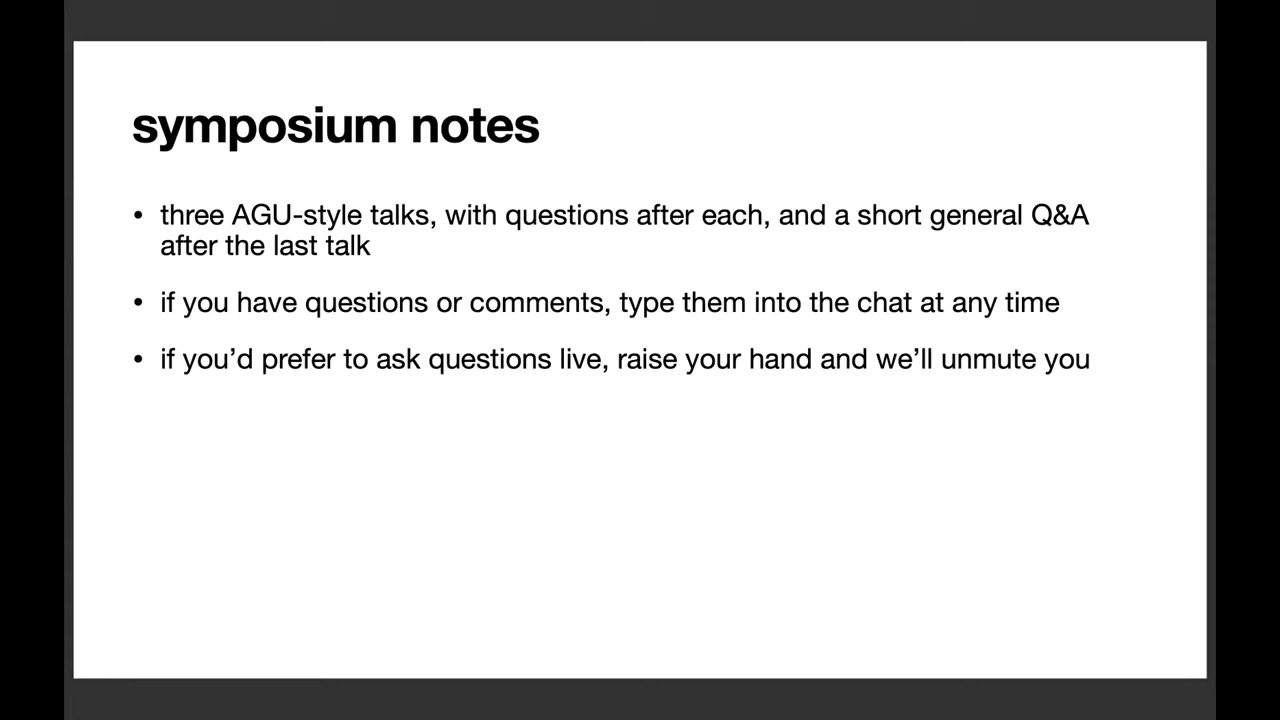 symposium notes
• three AGU-style talks, with questions after each, and a short general Q&A
after the last talk
• if you have questions or comments, type them into the chat at any time
• if you’d prefer to ask questions live, raise your hand and we’ll unmute you